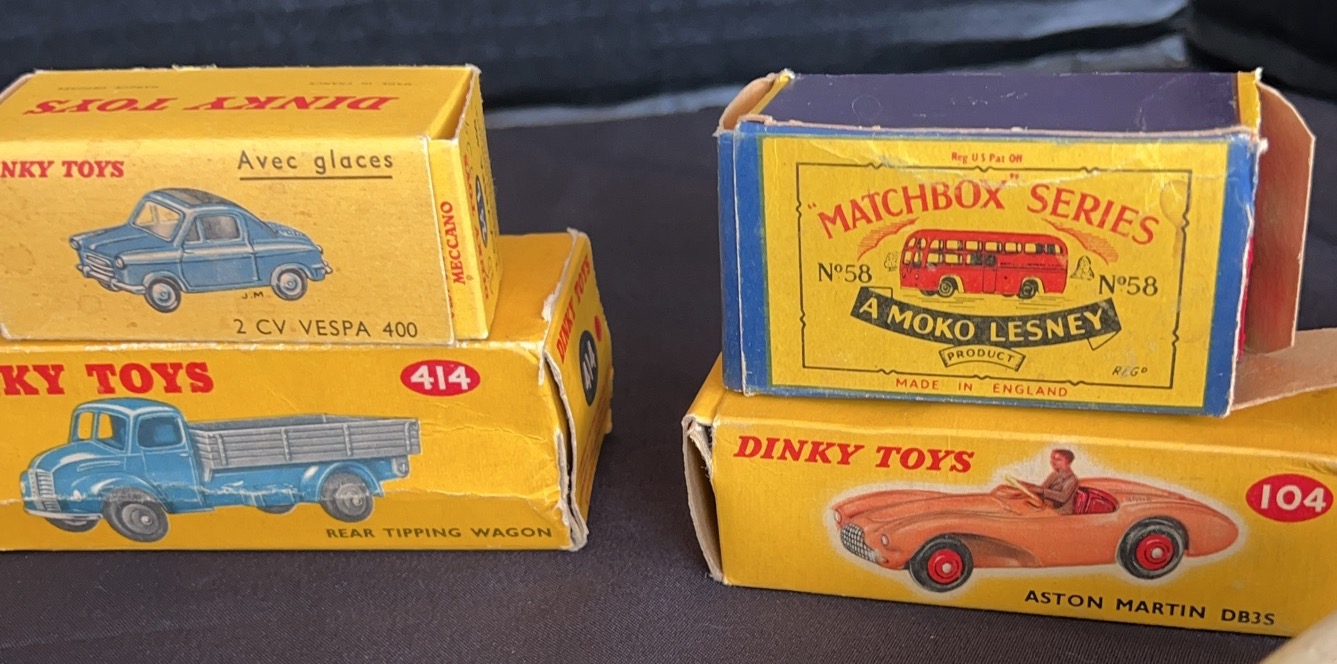 DINKY TOYS
NKY TOYS
Avec glaces
J.M.
2 CV VESPA 400
MECCANO
KY TOYS
414
REAR TIPPING WAGON
DINKY TOYS
414
Reg U S Pat Off
"MATCHBOX" SERIES
Nº58
Nº58
A MOKO LESNEY
PRODUCT
REGD
MADE IN ENGLAND
DINKY TOYS
104
ASTON MARTIN DB3S